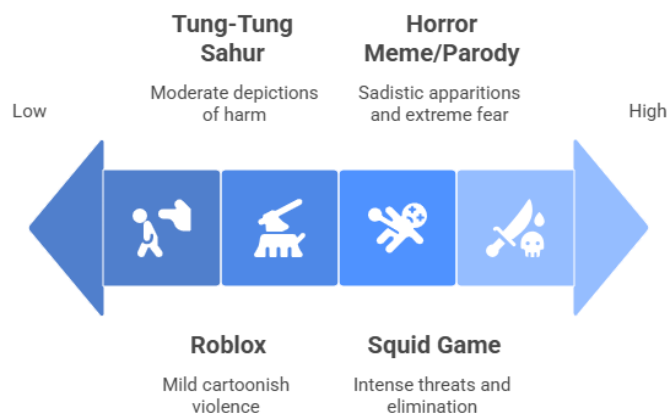 Tung-Tung
Sahur
Moderate depictions
of harm
Horror
Meme/Parody
Sadistic apparitions
and extreme fear
Low
High
Roblox
Mild cartoonish
violence
Squid Game
Intense threats and
elimination